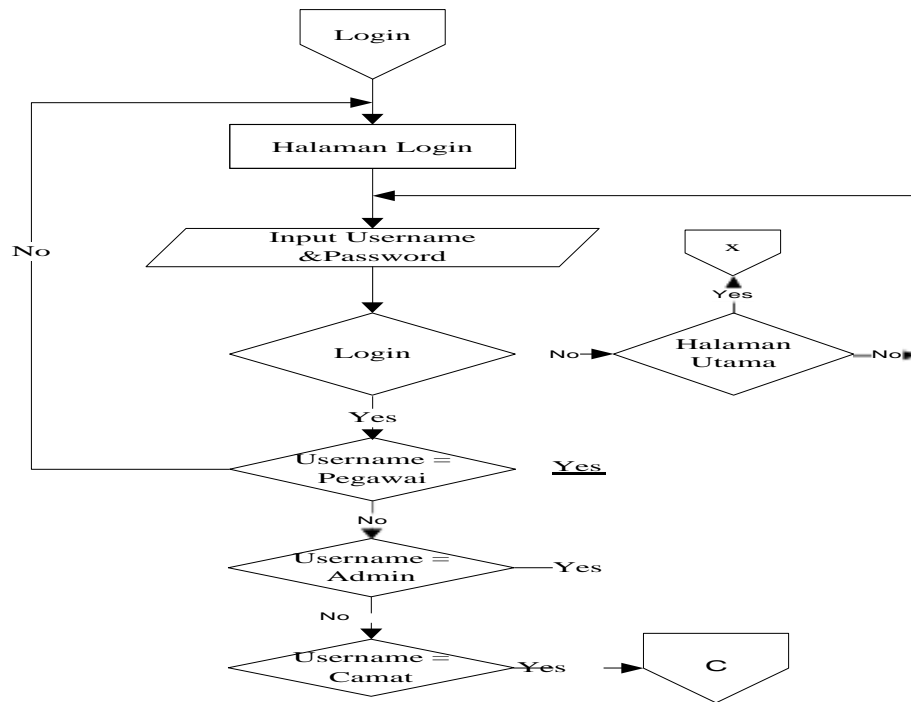 Login
Halaman Login
Input Username
&Password
No
x
Yes
Login
No
Halaman
Utama
No
Yes
Username =
Pegawai
Yes
No
Username =
Admin
Yes
No
Username =
Camat
Yes
C